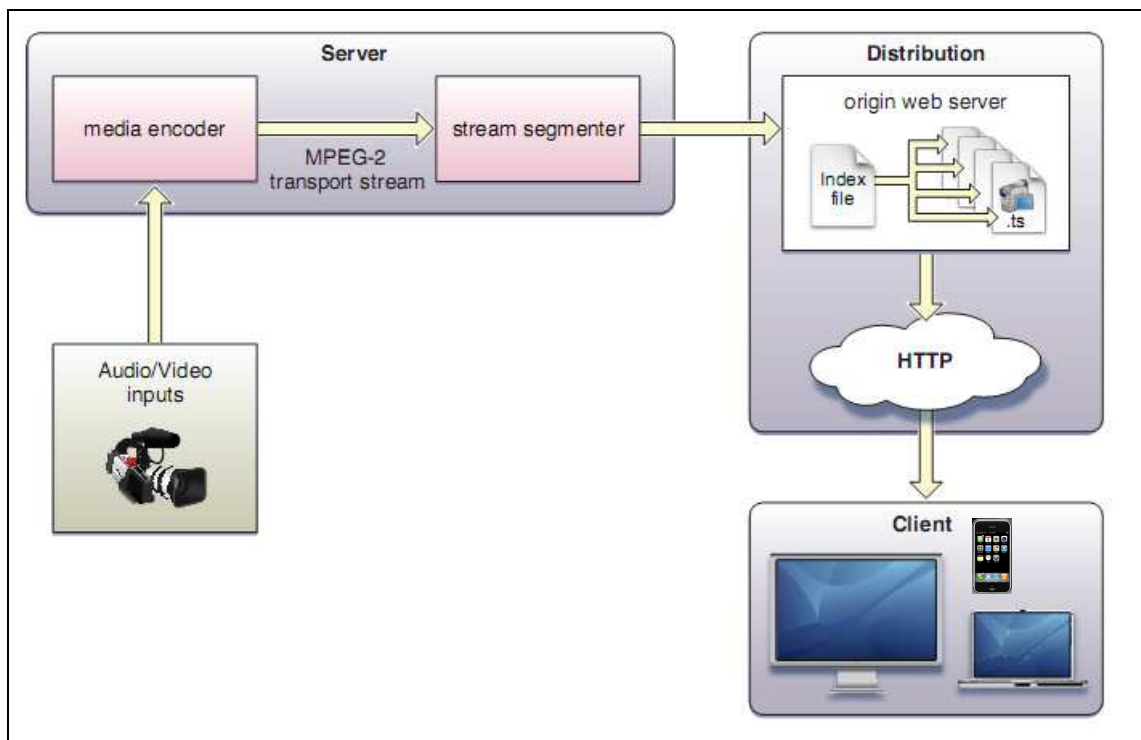 Server
media encoder
MPEG-2
transport stream
stream segmenter
Distribution
origin web server
Index
file
.ts
HTTP
Audio/Video
inputs
Client